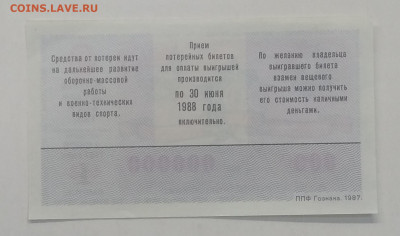 COINS.LAVE.RU
Средства от лотереи идут
на дальнейшее развитие
оборонно-массовой
работы
и военно-технических
видов спорта.
Прием
лотерейных билетов
для оплаты выигрышей
производится
по 30 июня
1988 года
включительно.
По желанию владельца
выигравшего билета
взамен вещевого
выигрыша можно получить
его стоимость наличными
деньгами.
000000
ППФ Гознака. 1987.